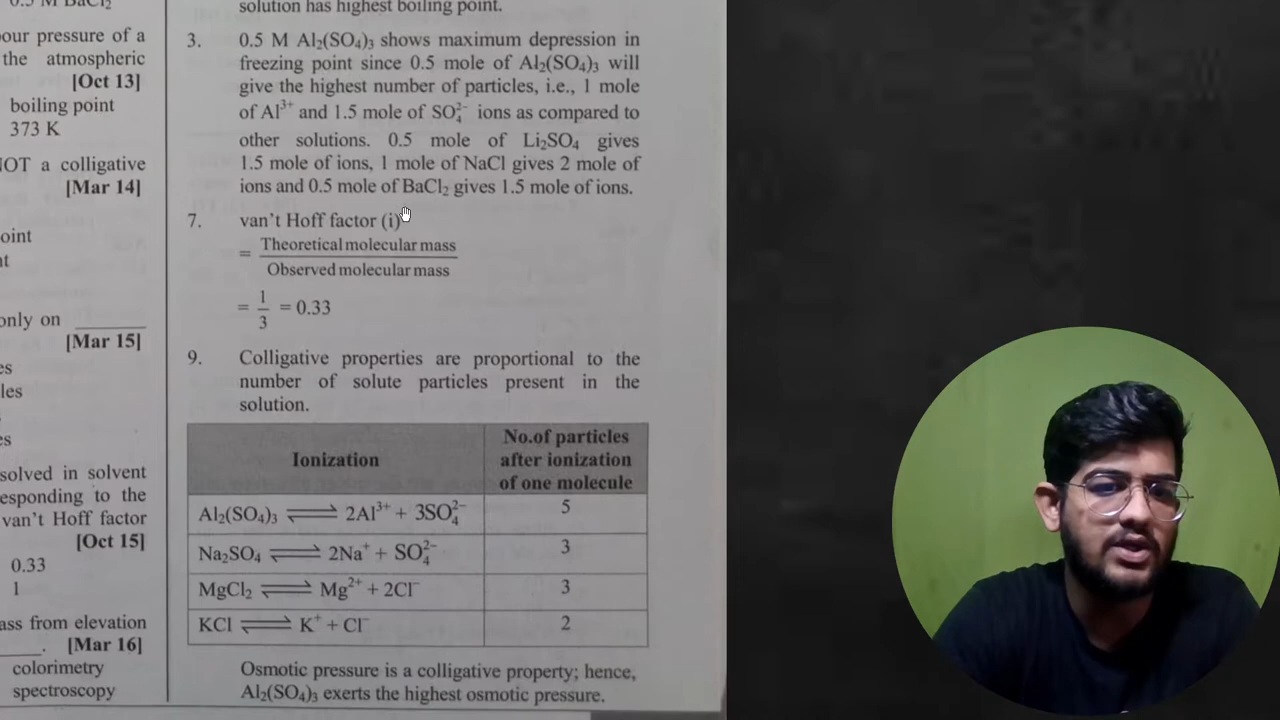 0.5 M BaCl₂
our pressure of a
the atmospheric
[Oct 13]
boiling point
373 K
NOT a colligative
[Mar 14]
oint
nt
only on ______
[Mar 15]
es
les
es
solved in solvent
esponding to the
van't Hoff factor
[Oct 15]
0.33
1
ass from elevation
____. [Mar 16]
colorimetry
spectroscopy
solution has highest boiling point.
3. 0.5 M Al₂(SO₄)₃ shows maximum depression in
freezing point since 0.5 mole of Al₂(SO₄)₃ will
give the highest number of particles, i.e., 1 mole
of Al³⁺ and 1.5 mole of SO₄²⁻ ions as compared to
other solutions. 0.5 mole of Li₂SO₄ gives
1.5 mole of ions, 1 mole of NaCl gives 2 mole of
ions and 0.5 mole of BaCl₂ gives 1.5 mole of ions.
7. van't Hoff factor (i)
= Theoretical molecular mass
Observed molecular mass
= 1/3 = 0.33
9. Colligative properties are proportional to the
number of solute particles present in the
solution.
Ionization
No.of particles
after ionization
of one molecule
Al₂(SO₄)₃ ⇌ 2Al³⁺ + 3SO₄²⁻ 5
Na₂SO₄ ⇌ 2Na⁺ + SO₄²⁻ 3
MgCl₂ ⇌ Mg²⁺ + 2Cl⁻ 3
KCl ⇌ K⁺ + Cl⁻ 2
Osmotic pressure is a colligative property; hence,
Al₂(SO₄)₃ exerts the highest osmotic pressure.